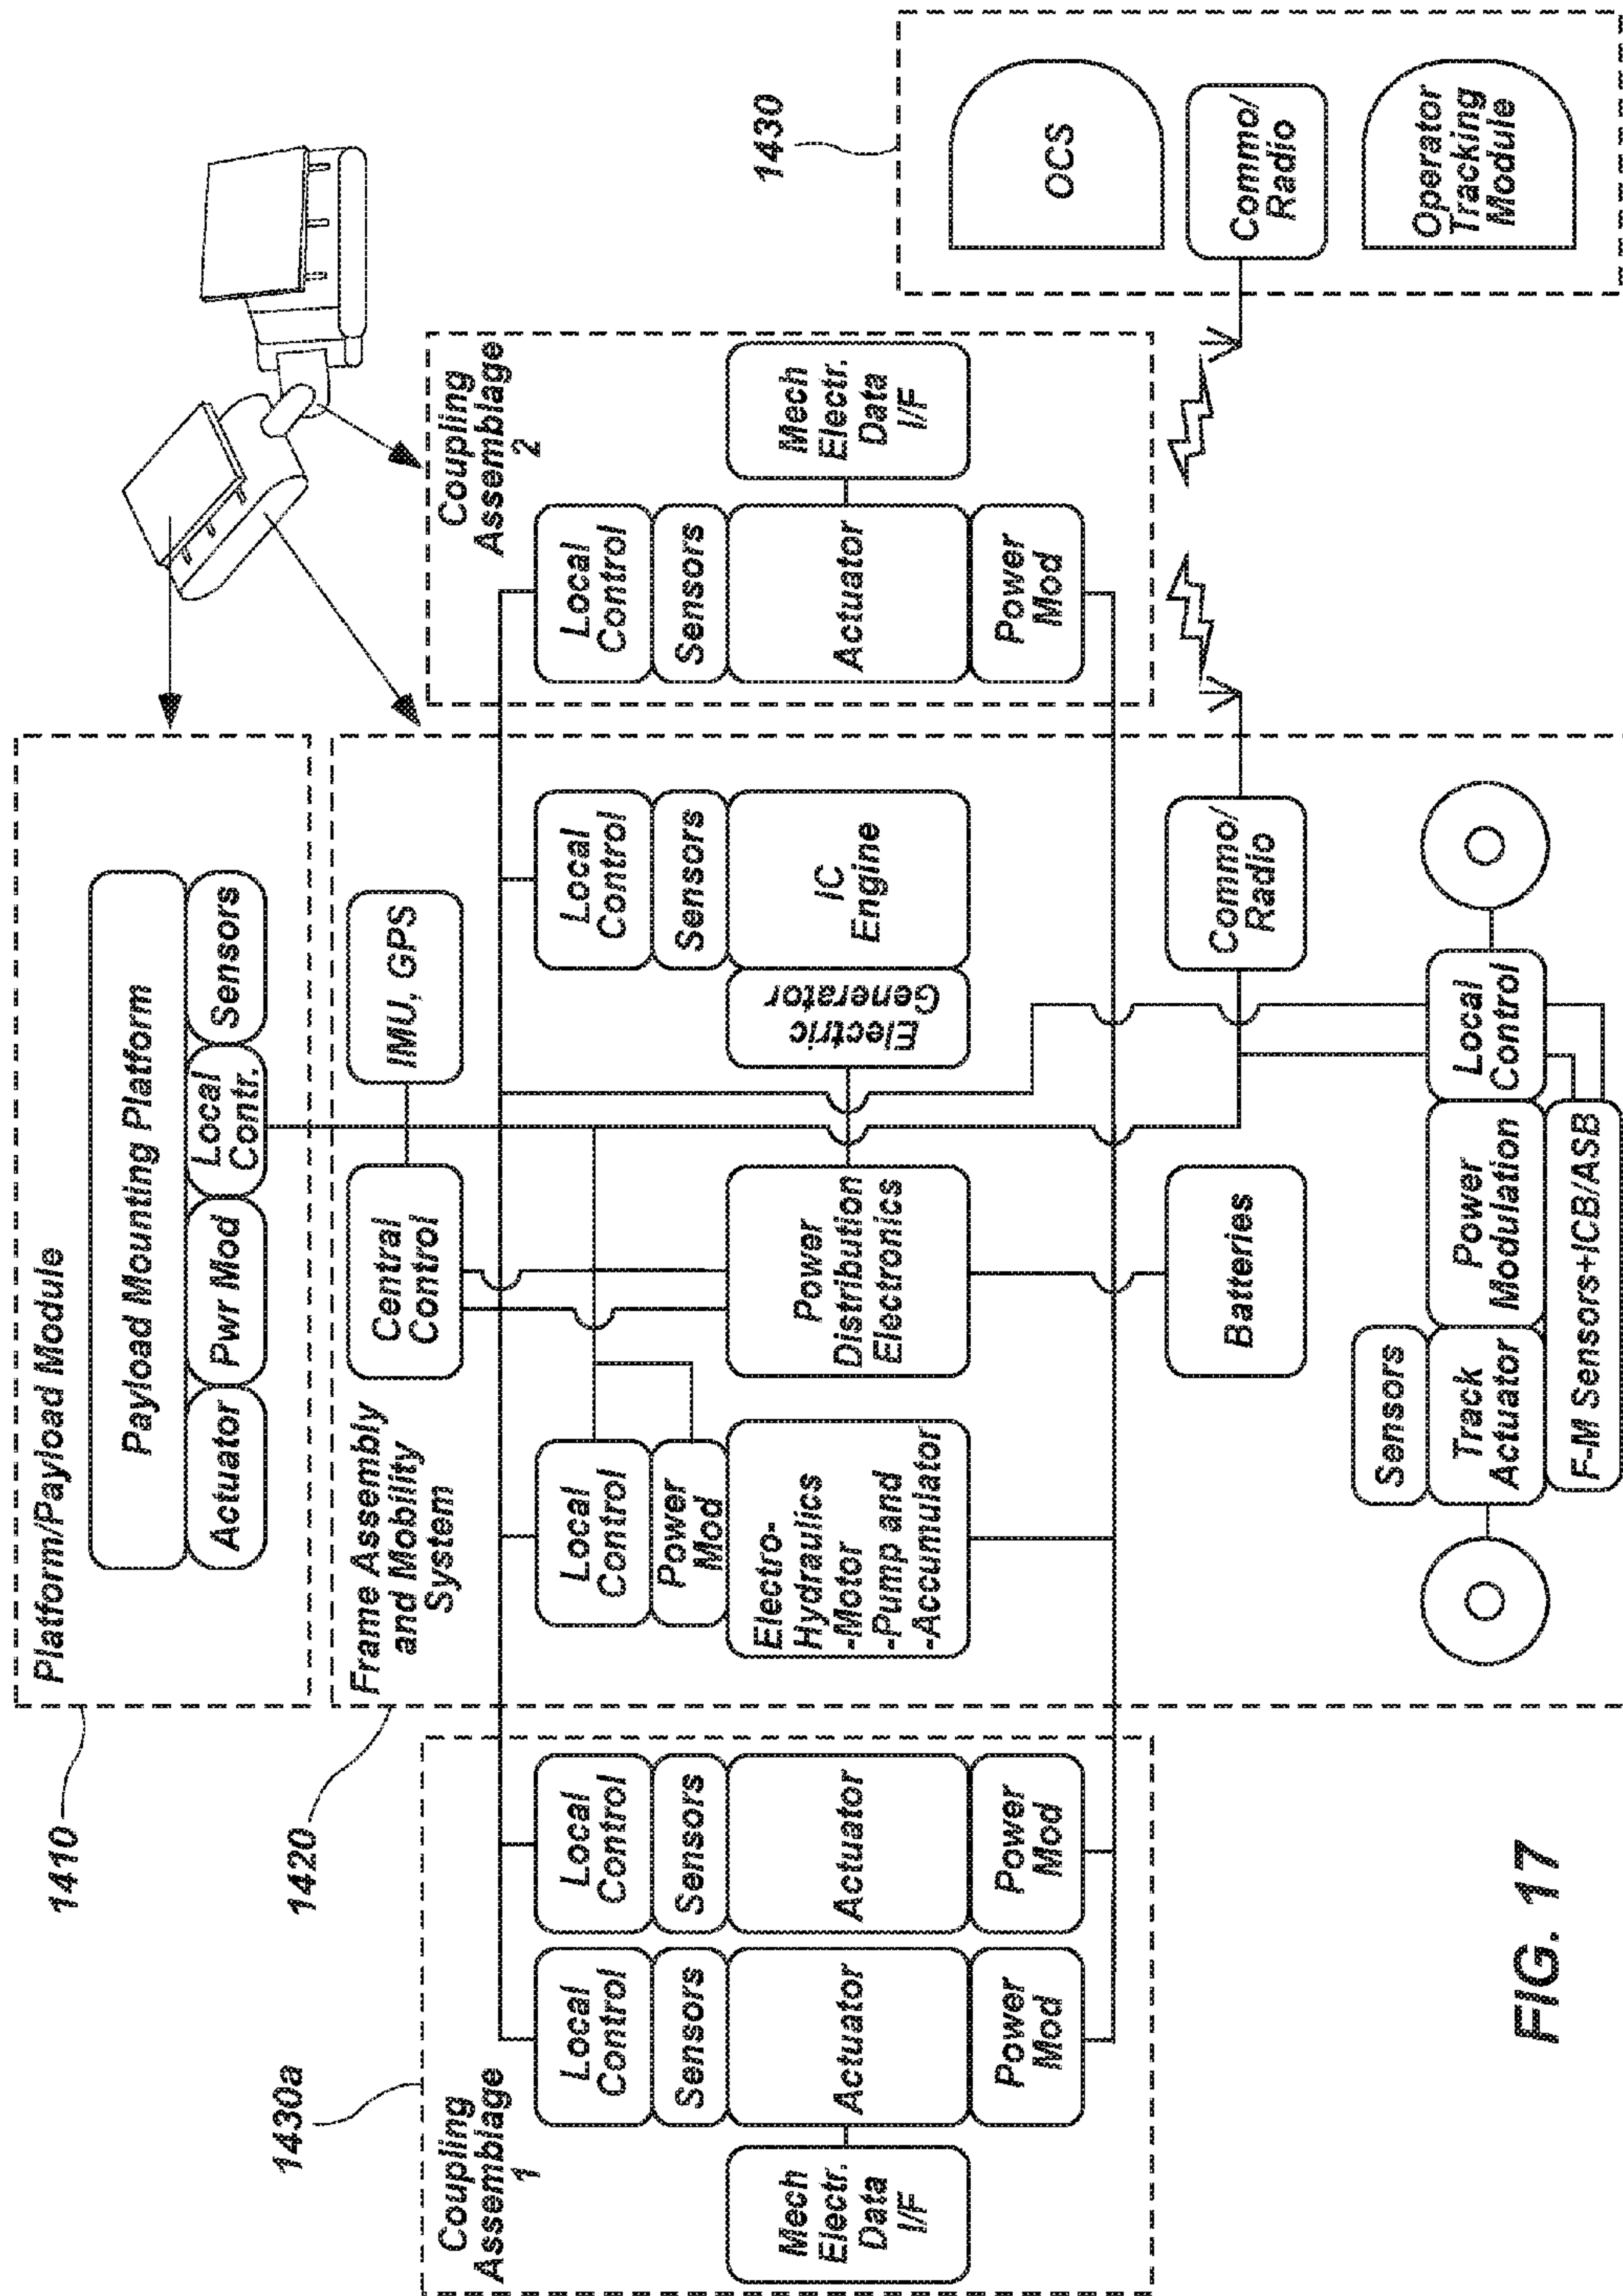 1410
Platform/Payload Module
Payload Mounting Platform
Actuator
Pwr Mod
Local
Contr.
Sensors
1420
Frame Assembly
and Mobility
System
Central
Control
IMU, GPS
Local
Control
Power
Mod
Electro-
Hydraulics
-Motor
-Pump and
-Accumulator
Power
Distribution
Electronics
Electric
Generator
Local
Control
Sensors
IC
Engine
Batteries
Commo/
Radio
Sensors
Track
Actuator
Power
Modulation
Local
Control
F-M Sensors+ICB/ASB
1430a
Coupling
Assemblage
1
Mech
Electr.
Data
I/F
Local
Control
Sensors
Actuator
Power
Mod
Local
Control
Sensors
Actuator
Power
Mod
Coupling
Assemblage
2
Local
Control
Sensors
Actuator
Power
Mod
Mech
Electr.
Data
I/F
1430
OCS
Commo/
Radio
Operator
Tracking
Module
FIG. 17